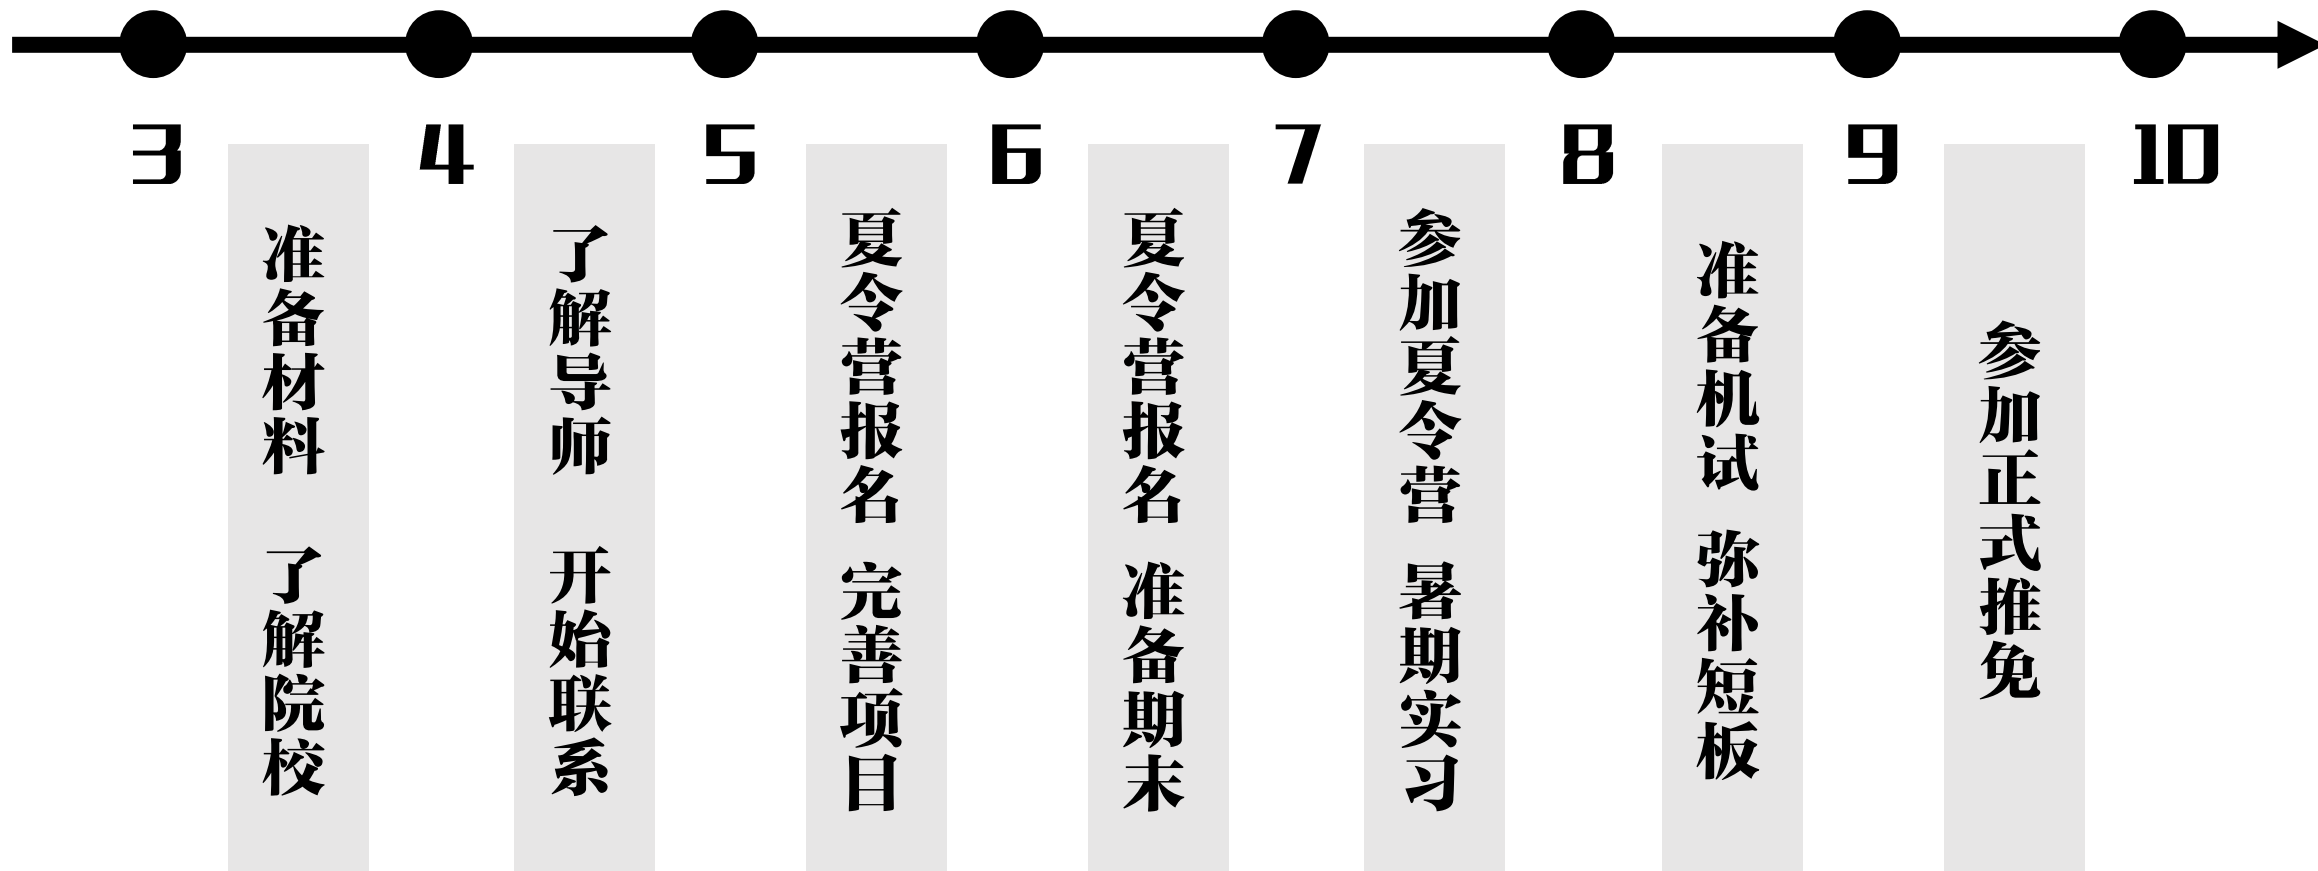 3 4 5 6 7 8 9 10
准备材料 了解院校
了解导师 开始联系
夏令营报名 完善项目
夏令营报名 准备期末
参加夏令营 暑期实习
准备机试 弥补短板
参加正式推免